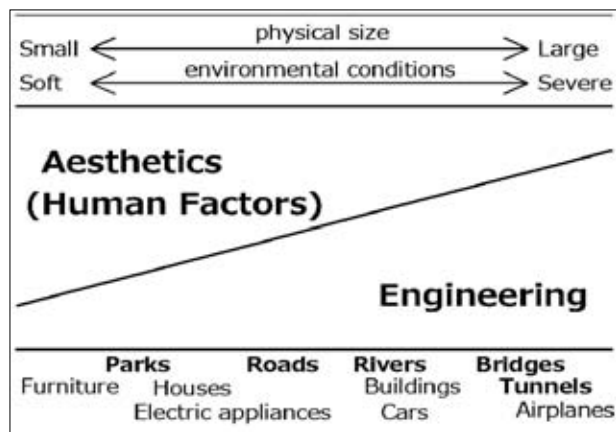 physical size
Small Large
environmental conditions
Soft Severe
Aesthetics
(Human Factors)
Engineering
Parks Roads Rivers Bridges
Furniture Houses Buildings Tunnels
Electric appliances Cars Airplanes